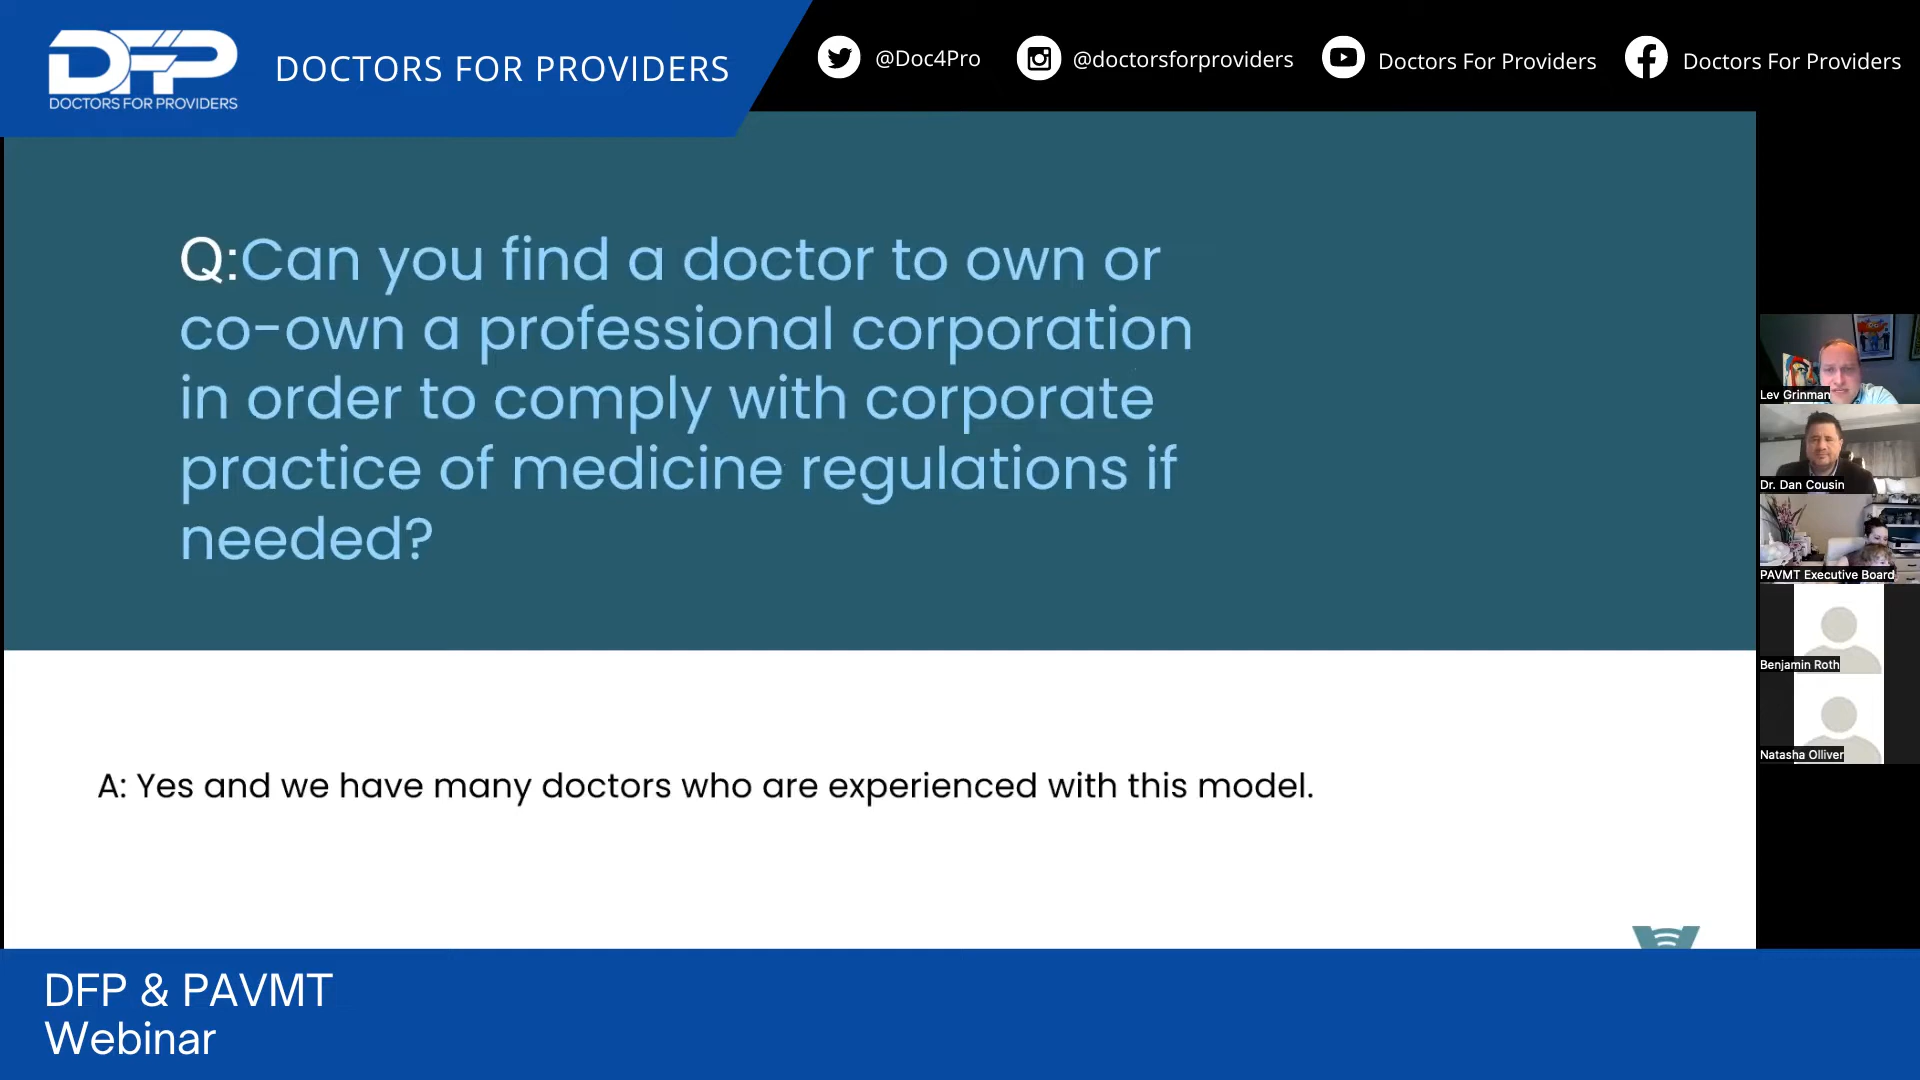 DFP
DOCTORS FOR PROVIDERS
DOCTORS FOR PROVIDERS
@Doc4Pro
@doctorsforproviders
Doctors For Providers
Doctors For Providers
Q:Can you find a doctor to own or
co-own a professional corporation
in order to comply with corporate
practice of medicine regulations if
needed?
A: Yes and we have many doctors who are experienced with this model.
Lev Grinman
Dr. Dan Cousin
PAVMT Executive Board
Benjamin Roth
Natasha Olliver
DFP & PAVMT
Webinar